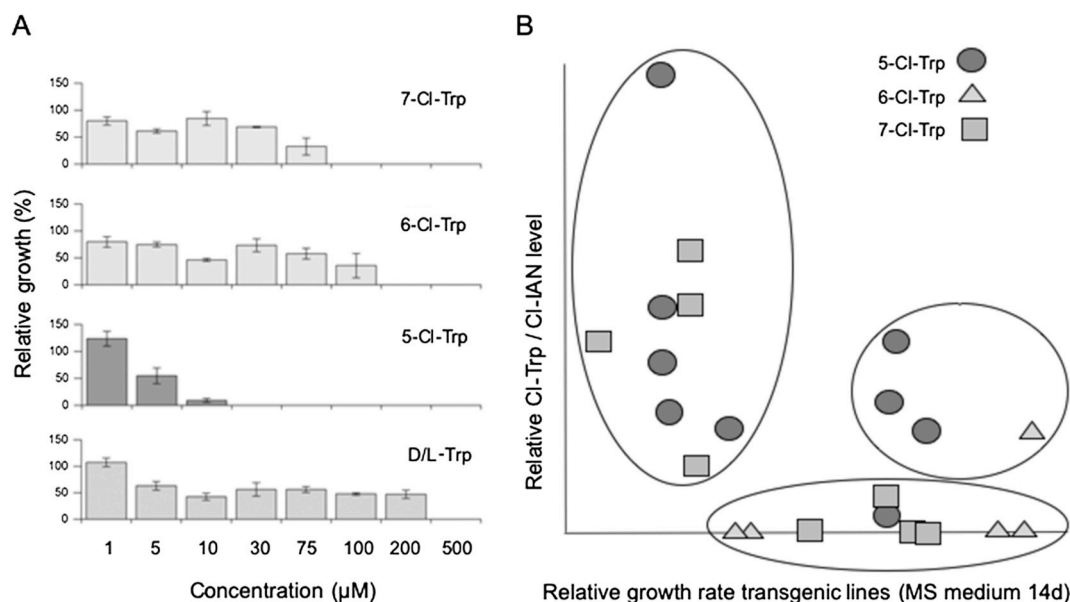 A
B
150
100
50
0
7-Cl-Trp
150
100
50
0
6-Cl-Trp
150
100
50
0
5-Cl-Trp
150
100
50
0
D/L-Trp
Relative growth (%)
1 5 10 30 75 100 200 500
Concentration (µM)
5-Cl-Trp
6-Cl-Trp
7-Cl-Trp
Relative Cl-Trp / Cl-IAN level
Relative growth rate transgenic lines (MS medium 14d)